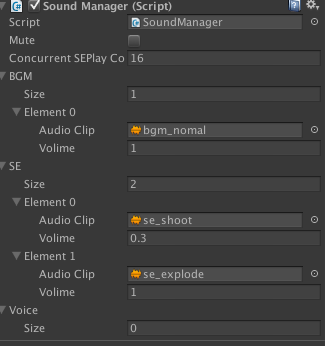 Sound Manager (Script)
Script SoundManager
Mute
Concurrent SEPlay Co 16
BGM
Size 1
Element 0
Audio Clip bgm_nomal
Volime 1
SE
Size 2
Element 0
Audio Clip se_shoot
Volime 0.3
Element 1
Audio Clip se_explode
Volime 1
Voice
Size 0